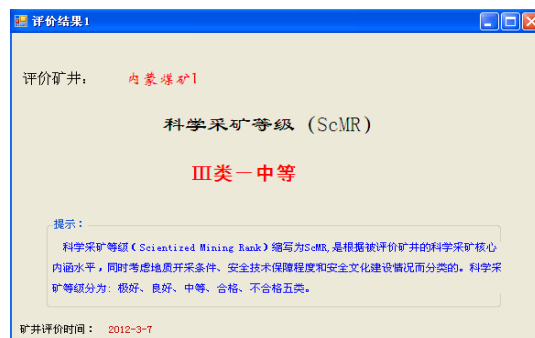 评价结果1
评价矿井： 内蒙煤矿1
科学采矿等级（ScMR）
III类－中等
提示：
科学采矿等级（Scientized Mining Rank）缩写为ScMR,是根据被评价矿井的科学采矿核心
内涵水平，同时考虑地质开采条件、安全技术保障程度和安全文化建设情况而分类的。科学采
矿等级分为：极好、良好、中等、合格、不合格五类。
矿井评价时间： 2012-3-7